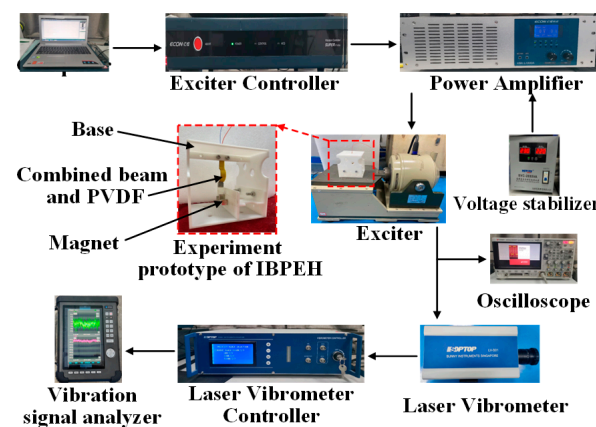 ECON
Exciter Controller
Power Amplifier
Base
Combined beam
and PVDF
Magnet
Experiment
prototype of IBPEH
Exciter
Voltage stabilizer
Oscilloscope
Vibration
signal analyzer
Laser Vibrometer
Controller
Laser Vibrometer